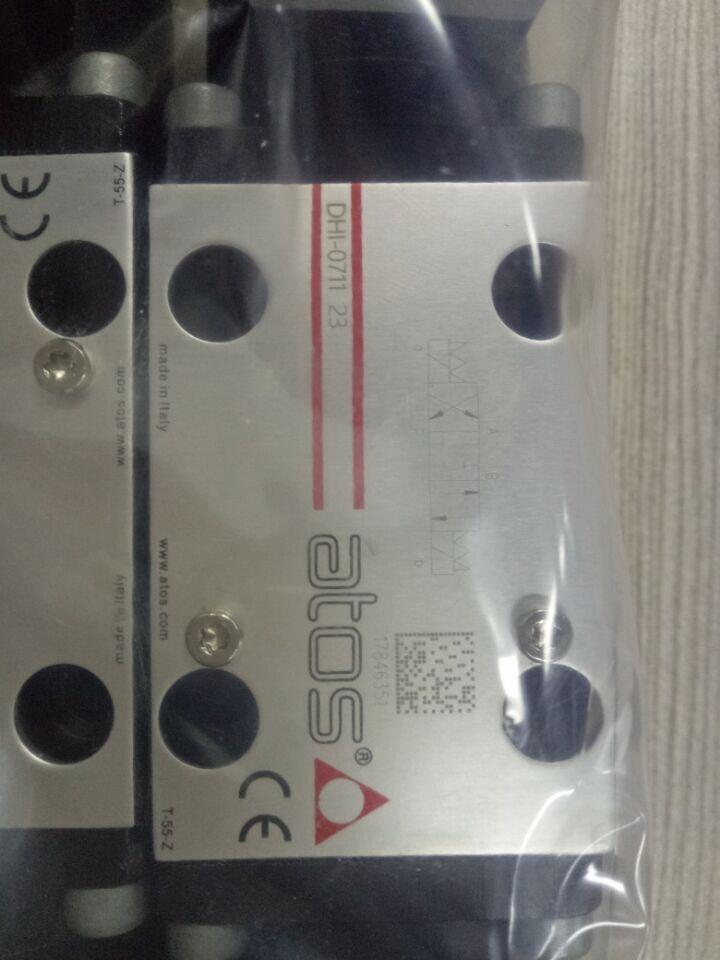 DHI-0711 23
made in Italy
www.atos.com
atos®
17846351
A
B
CE
T-55-Z
CE
T-55-Z
www.atos.com
made in Italy